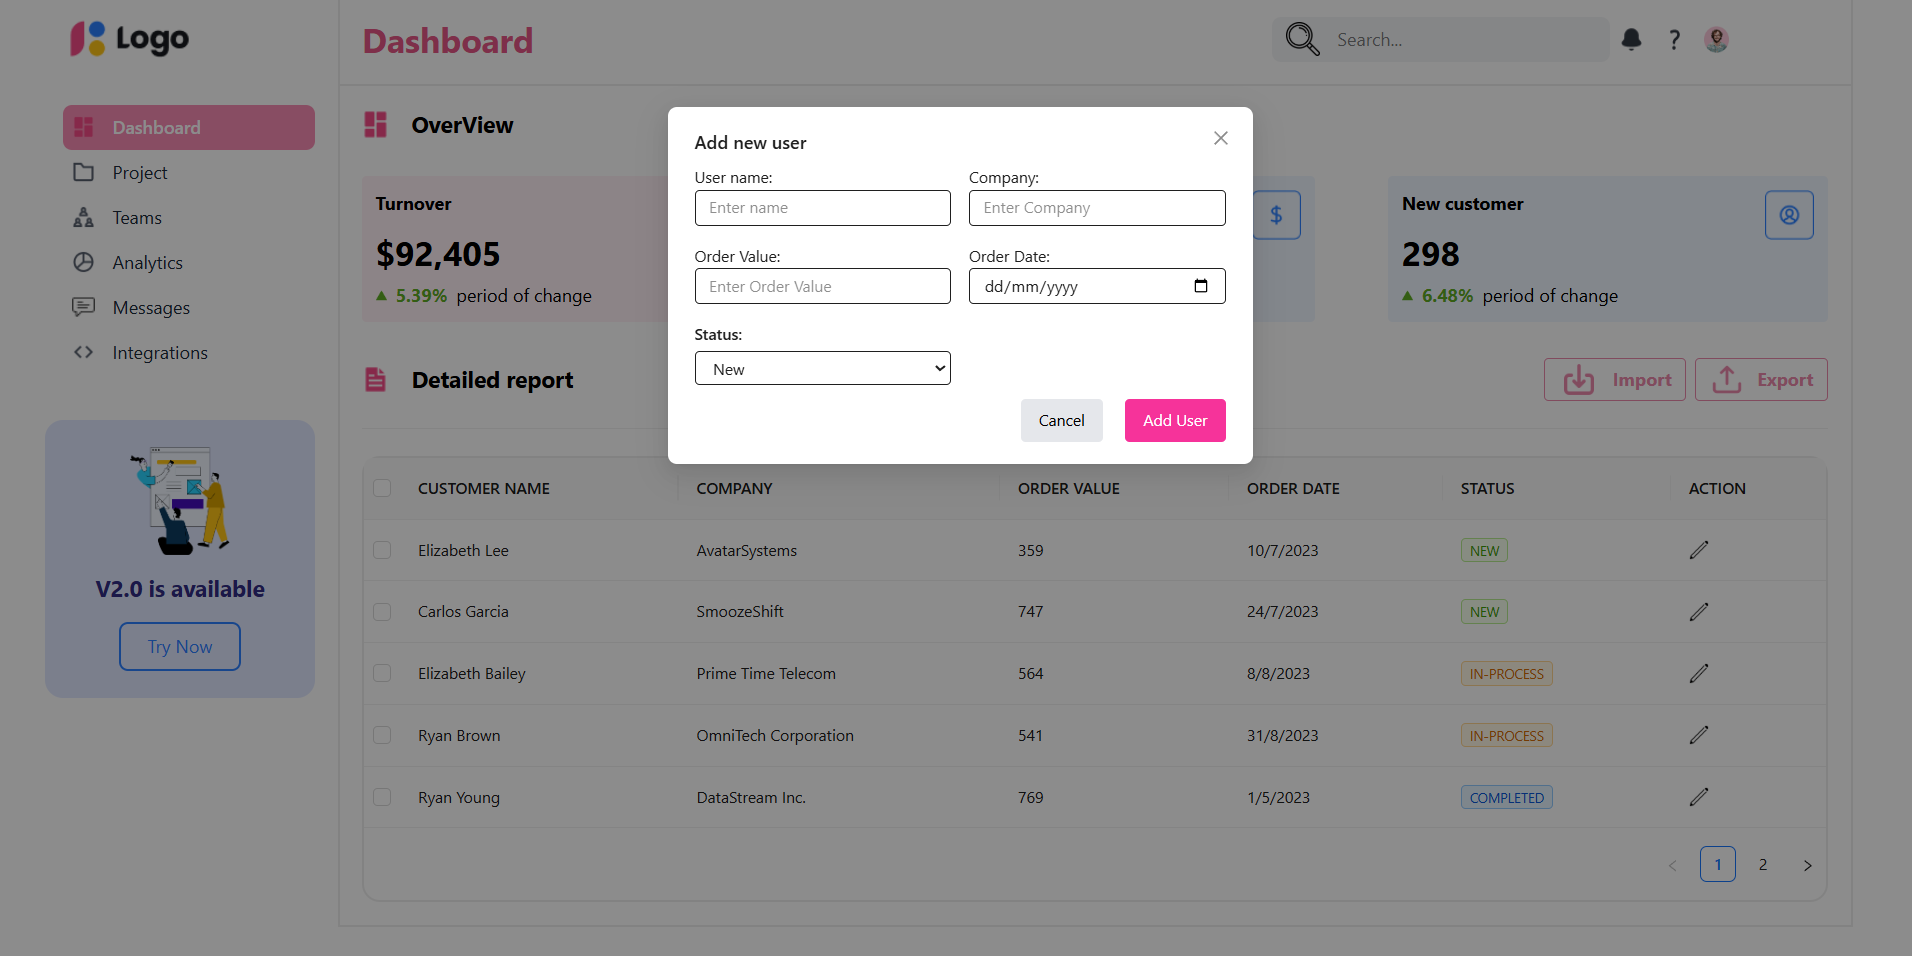 Logo
Dashboard
Search...
?
Dashboard
Project
Teams
Analytics
Messages
Integrations
V2.0 is available
Try Now
OverView
Turnover
$92,405
5.39% period of change
$
New customer
298
6.48% period of change
Add new user
User name:
Enter name
Company:
Enter Company
Order Value:
Enter Order Value
Order Date:
dd/mm/yyyy
Status:
New
Cancel
Add User
Detailed report
Import
Export
CUSTOMER NAME COMPANY ORDER VALUE ORDER DATE STATUS ACTION
Elizabeth Lee AvatarSystems 359 10/7/2023 NEW
Carlos Garcia SmoozeShift 747 24/7/2023 NEW
Elizabeth Bailey Prime Time Telecom 564 8/8/2023 IN-PROCESS
Ryan Brown OmniTech Corporation 541 31/8/2023 IN-PROCESS
Ryan Young DataStream Inc. 769 1/5/2023 COMPLETED
< 1 2 >